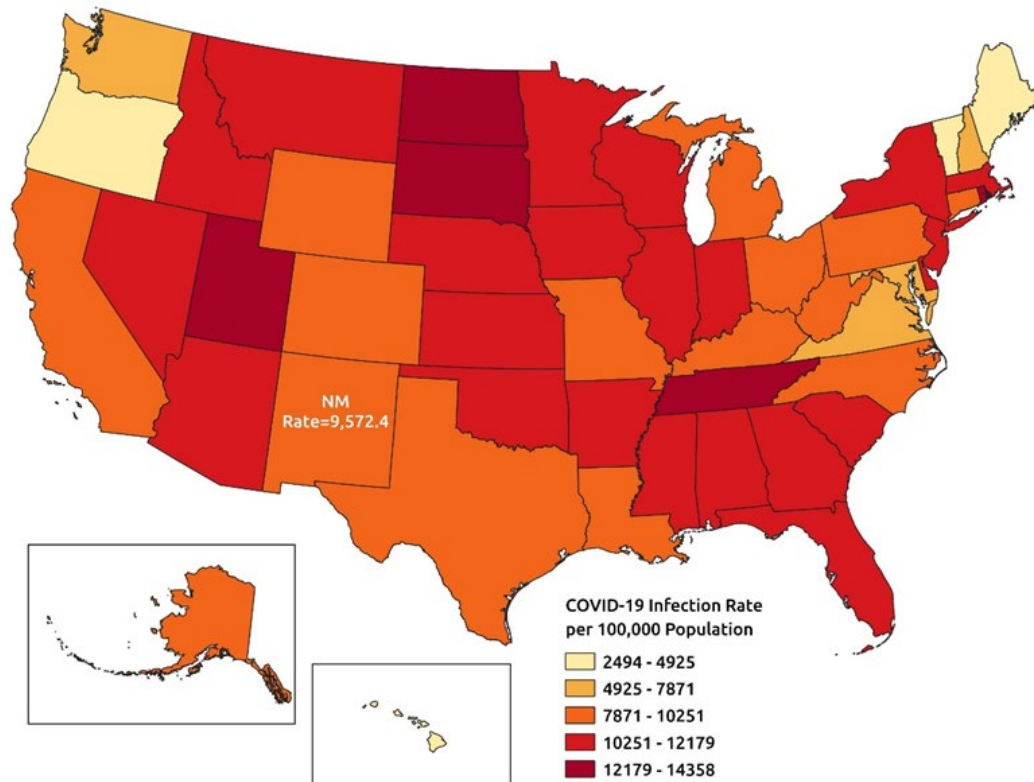 NM
Rate=9,572.4
COVID-19 Infection Rate
per 100,000 Population
2494 - 4925
4925 - 7871
7871 - 10251
10251 - 12179
12179 - 14358